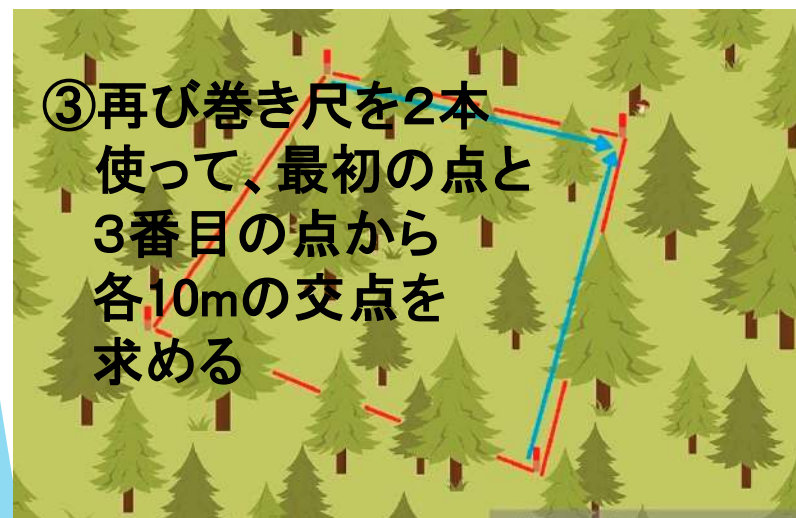 ③再び巻き尺を２本
使って、最初の点と
３番目の点から
各10mの交点を
求める